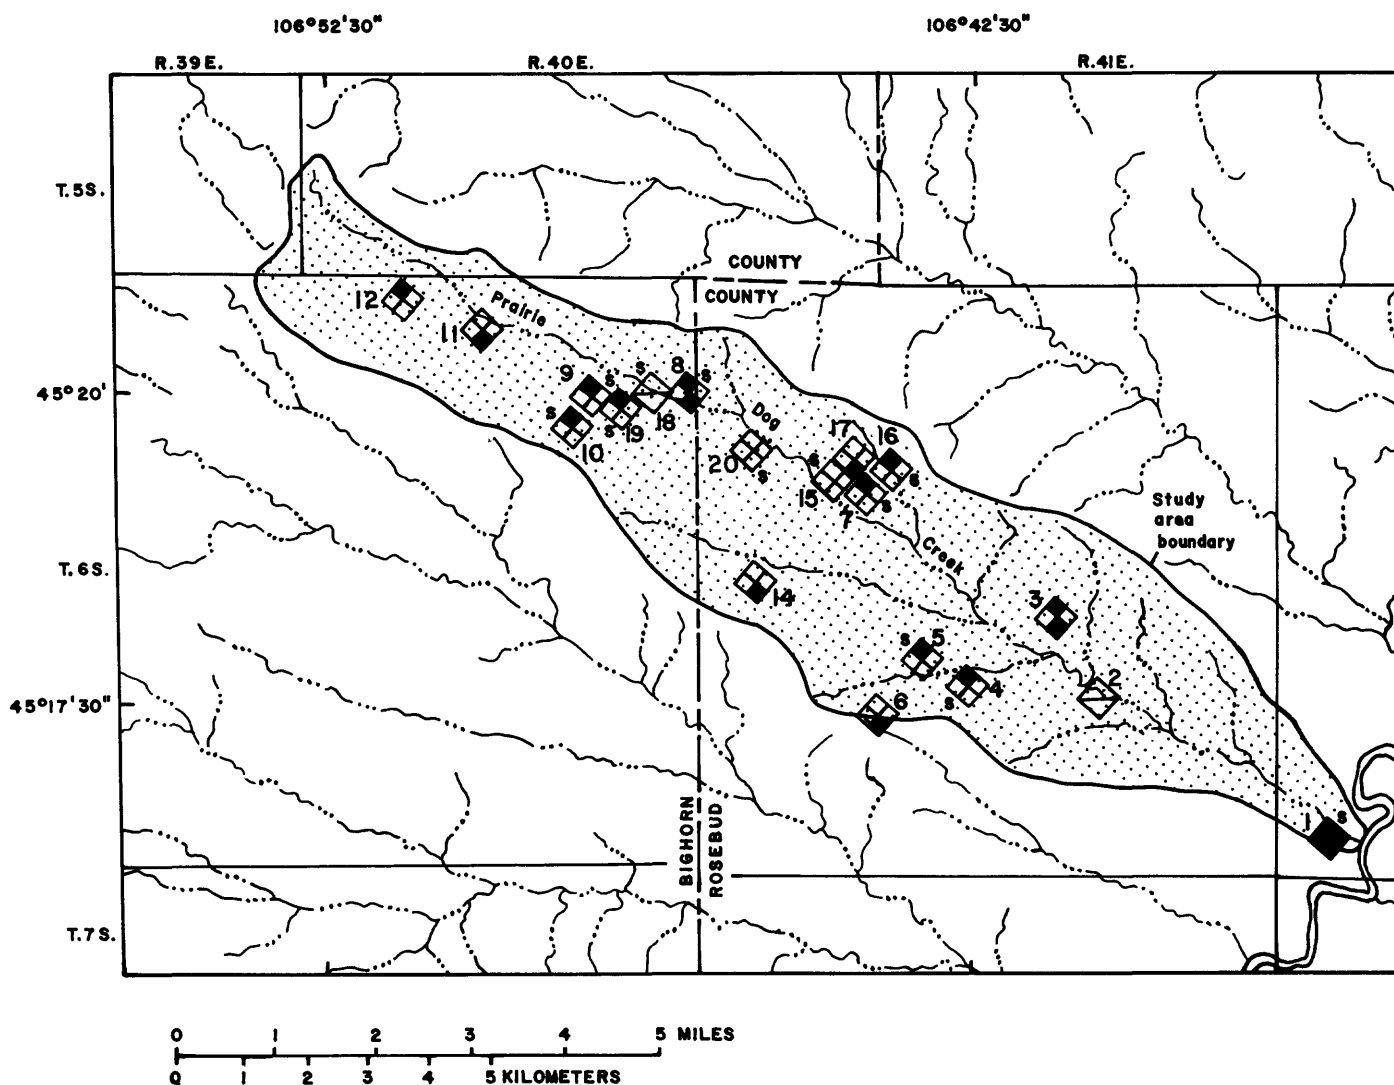 106°52'30" 106°42'30"
R.39E. R.40E. R.41E.
T.5S.
COUNTY
COUNTY
12
Prairie
11
45°20'
9 s s 8 s
s
10 s 19 18
Dog
20 s
17 16
s
15 7 s
Study
area
boundary
Creek
T.6S.
14
3
s 5
4
s
2
6
45°17'30"
BIGHORN
ROSEBUD
1 s
T.7S.
0 1 2 3 4 5 MILES
0 1 2 3 4 5 KILOMETERS